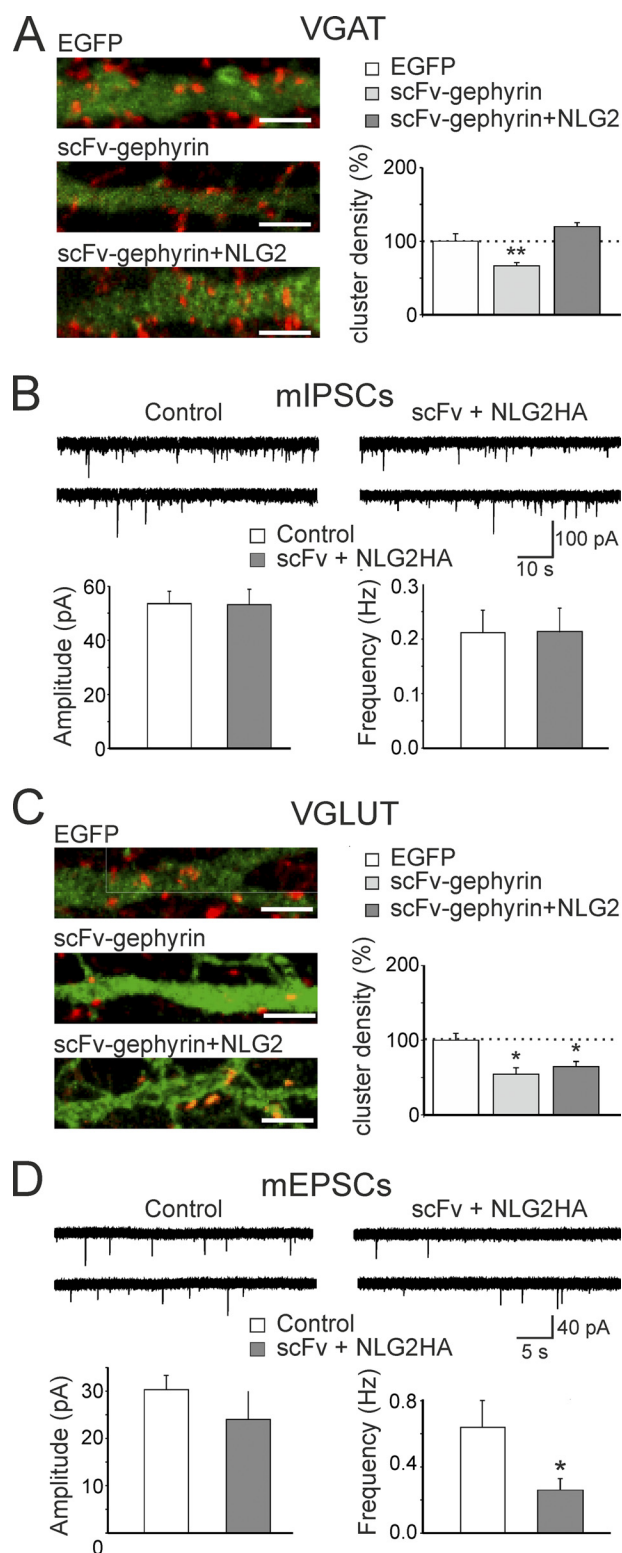 A
VGAT
EGFP
scFv-gephyrin
scFv-gephyrin+NLG2
EGFP
scFv-gephyrin
scFv-gephyrin+NLG2
cluster density (%)
200
100
0
**
B
mIPSCs
Control
scFv + NLG2HA
100 pA
10 s
Control
scFv + NLG2HA
Amplitude (pA)
60
40
20
0
Frequency (Hz)
0.3
0.2
0.1
0.0
C
VGLUT
EGFP
scFv-gephyrin
scFv-gephyrin+NLG2
EGFP
scFv-gephyrin
scFv-gephyrin+NLG2
cluster density (%)
200
100
0
*
*
D
mEPSCs
Control
scFv + NLG2HA
40 pA
5 s
Control
scFv + NLG2HA
Amplitude (pA)
30
20
10
0
Frequency (Hz)
0.8
0.4
0.0
*